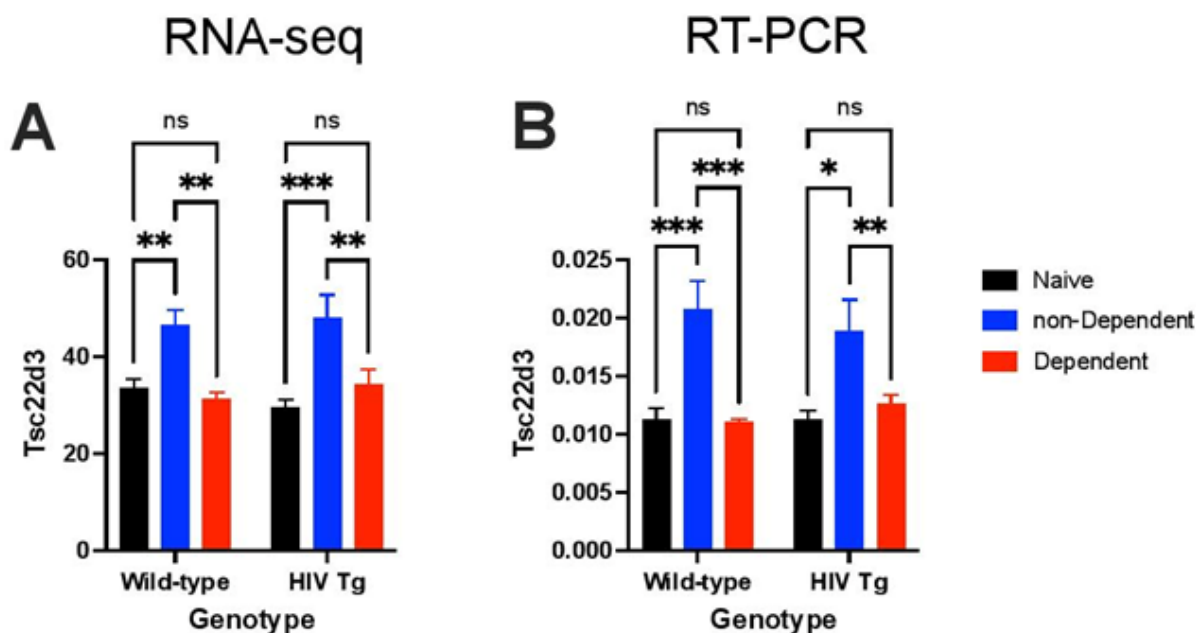 RNA-seq
RT-PCR
A
ns
ns
**
***
**
**
60
40
20
0
Tsc22d3
Wild-type
HIV Tg
Genotype
B
ns
ns
***
*
***
**
0.025
0.020
0.015
0.010
0.005
0.000
Tsc22d3
Wild-type
HIV Tg
Genotype
Naive
non-Dependent
Dependent